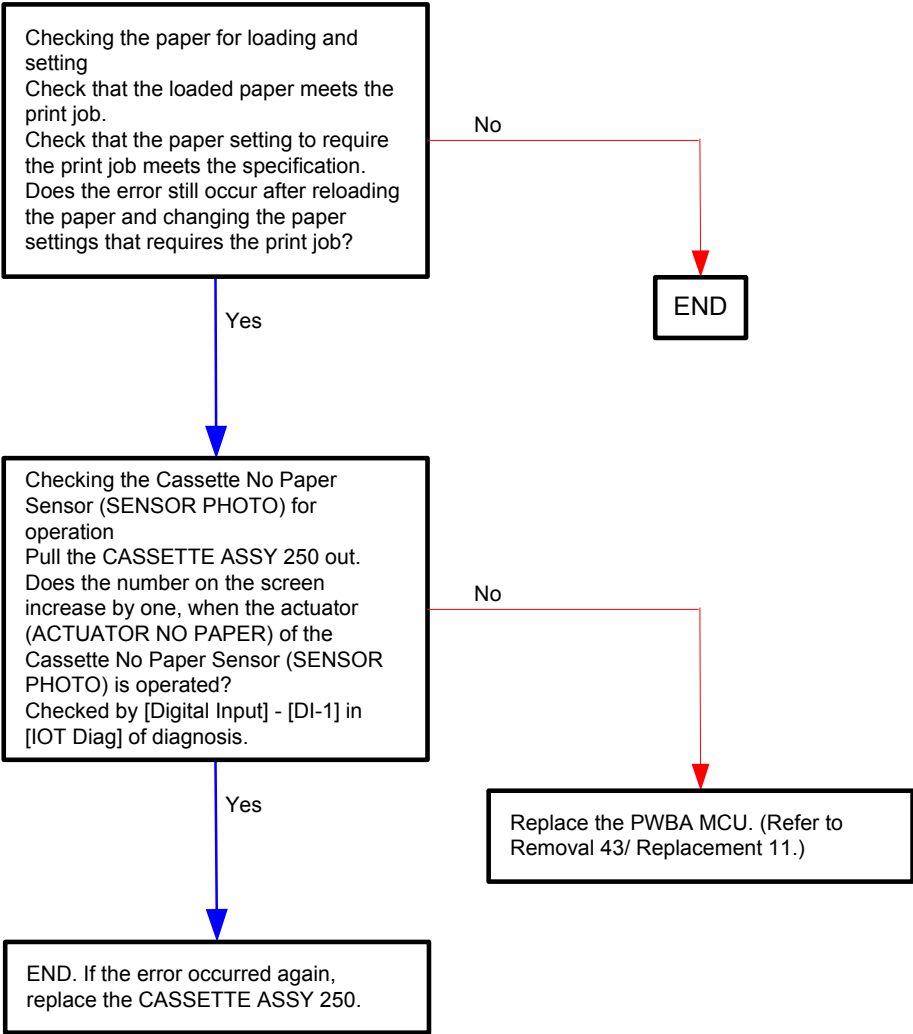 Checking the paper for loading and
setting
Check that the loaded paper meets the
print job.
Check that the paper setting to require
the print job meets the specification.
Does the error still occur after reloading
the paper and changing the paper
settings that requires the print job?
No
END
Yes
Checking the Cassette No Paper
Sensor (SENSOR PHOTO) for
operation
Pull the CASSETTE ASSY 250 out.
Does the number on the screen
increase by one, when the actuator
(ACTUATOR NO PAPER) of the
Cassette No Paper Sensor (SENSOR
PHOTO) is operated?
Checked by [Digital Input] - [DI-1] in
[IOT Diag] of diagnosis.
No
Yes
Replace the PWBA MCU. (Refer to
Removal 43/ Replacement 11.)
END. If the error occurred again,
replace the CASSETTE ASSY 250.